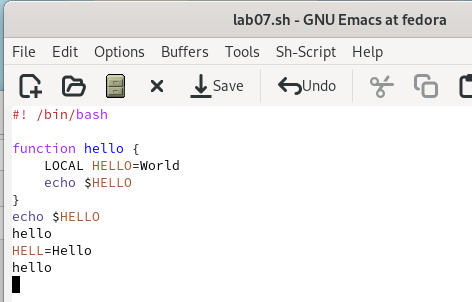 lab07.sh - GNU Emacs at fedora
File Edit Options Buffers Tools Sh-Script Help
Save Undo
#! /bin/bash
function hello {
    LOCAL HELLO=World
    echo $HELLO
}
echo $HELLO
hello
HELL=Hello
hello